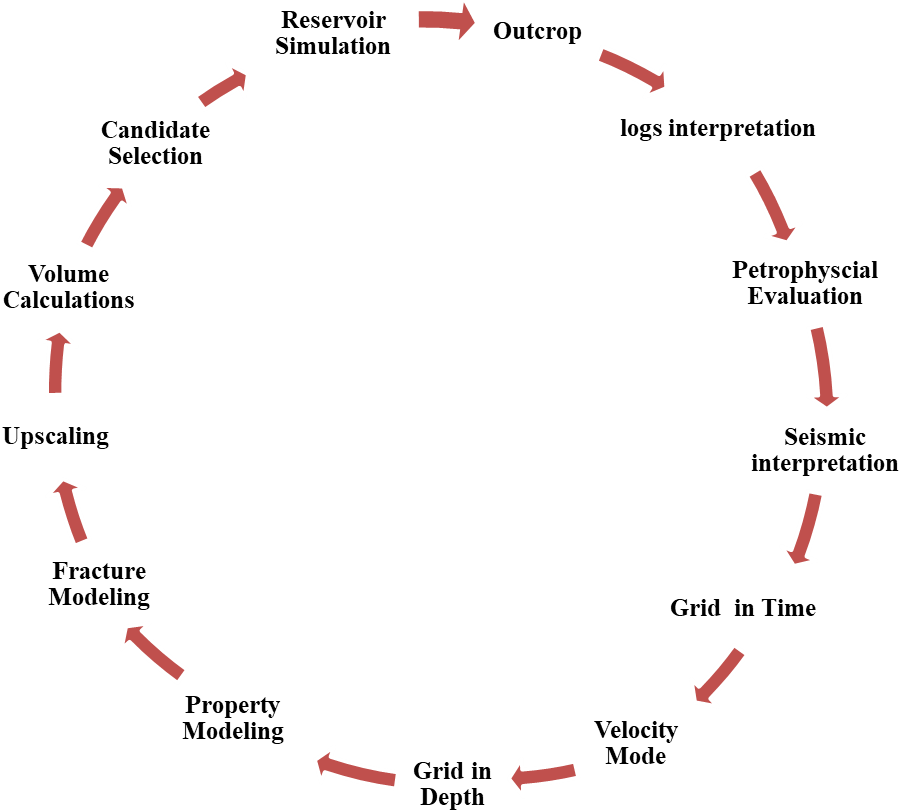 Reservoir
Simulation
Outcrop
logs interpretation
Petrophyscial
Evaluation
Seismic
interpretation
Grid  in Time
Velocity
Mode
Grid in
Depth
Property
Modeling
Fracture
Modeling
Upscaling
Volume
Calculations
Candidate
Selection